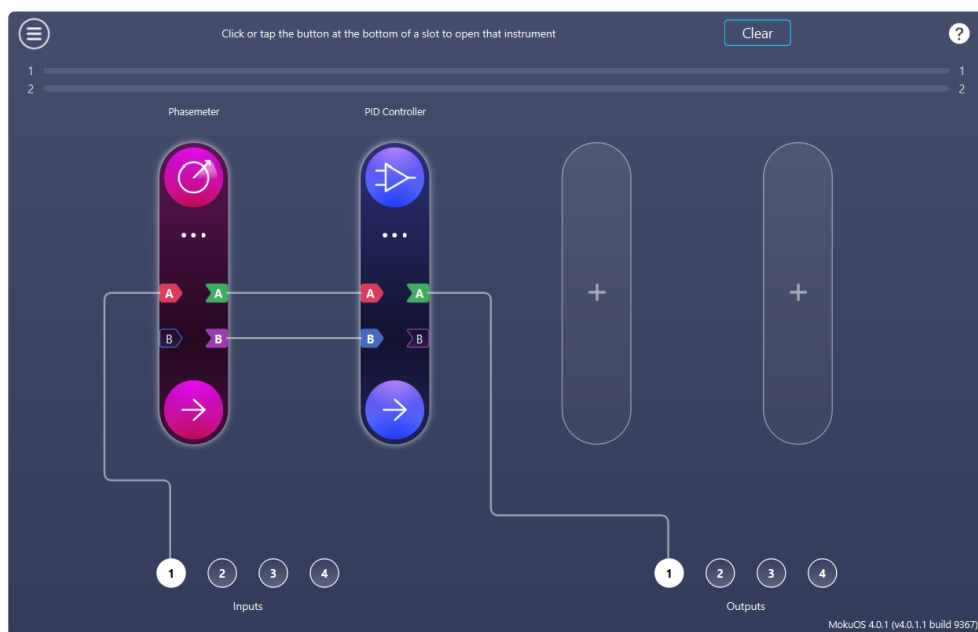 Click or tap the button at the bottom of a slot to open that instrument
Clear
?
1 1
2 2
Phasemeter PID Controller
A A A A
B B B B
1 2 3 4 1 2 3 4
Inputs Outputs
MokuOS 4.0.1 (v4.0.1.1 build 9367)